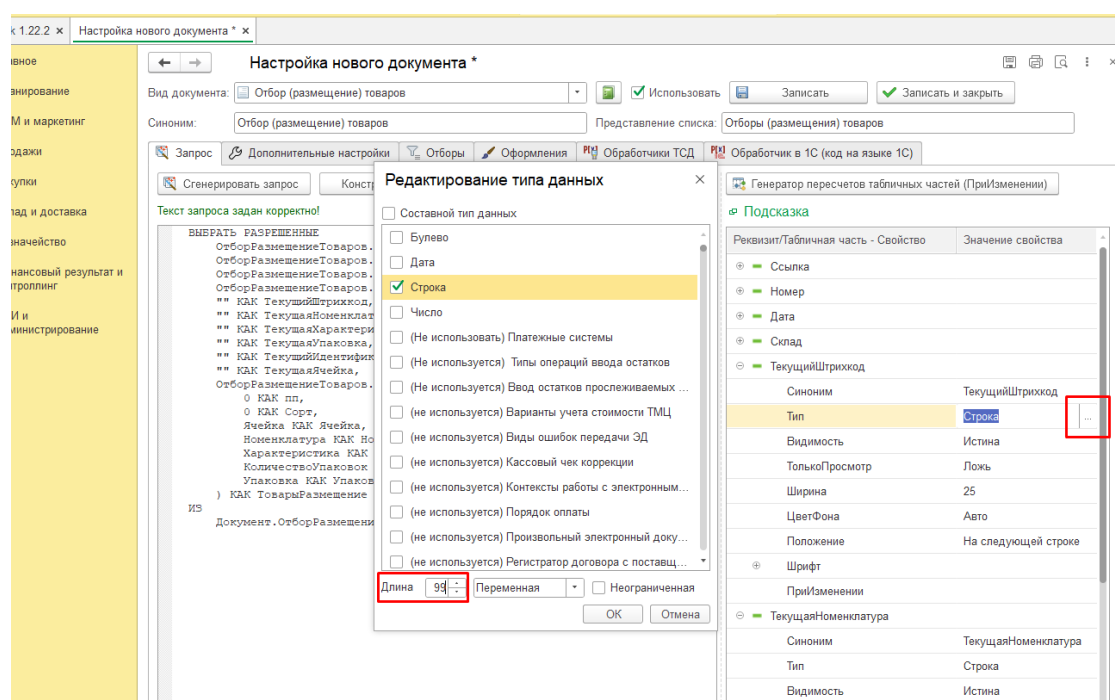 k 1.22.2 × Настройка нового документа * ×
Настройка нового документа *
Вид документа: Отбор (размещение) товаров Использовать Записать Записать и закрыть
Синоним: Отбор (размещение) товаров Представление списка: Отборы (размещения) товаров
Запрос Дополнительные настройки Отборы Оформления Обработчики ТСД Обработчик в 1С (код на языке 1С)
М и маркетинг
лад и доставка
нансовый результат и
И и
Сгенерировать запрос Конст
Текст запроса задан корректно!
ВЫБРАТЬ РАЗРЕШЕННЫЕ
ОтборРазмещениеТоваров.
ОтборРазмещениеТоваров.
ОтборРазмещениеТоваров.
ОтборРазмещениеТоваров.
"" КАК ТекущийШтрихкод,
"" КАК ТекущаяНоменклат
"" КАК ТекущаяХарактери
"" КАК ТекущаяУпаковка,
"" КАК ТекущийИдентифик
"" КАК ТекущаяЯчейка,
ОтборРазмещениеТоваров.
0 КАК пп,
0 КАК Сорт,
Ячейка КАК Ячейка,
Номенклатура КАК Но
Характеристика КАК
КоличествоУпаковок
Упаковка КАК Упаков
) КАК ТоварыРазмещение
ИЗ
Документ.ОтборРазмещени
Редактирование типа данных ×
Составной тип данных
Булево
Дата
Строка
Число
(Не использовать) Платежные системы
(Не используется) Типы операций ввода остатков
(Не используется) Ввод остатков прослеживаемых ...
(не используется) Варианты учета стоимости ТМЦ
(не используется) Виды ошибок передачи ЭД
(не используется) Кассовый чек коррекции
(не используется) Контексты работы с электронным...
(не используется) Порядок оплаты
(не используется) Произвольный электронный доку...
(не используется) Регистратор договора с поставщ...
Длина 99 Переменная Неограниченная
ОК Отмена
Генератор пересчетов табличных частей (ПриИзменении)
Подсказка
Реквизит/Табличная часть - Свойство Значение свойства
Ссылка
Номер
Дата
Склад
ТекущийШтрихкод
Синоним ТекущийШтрихкод
Тип Строка ...
Видимость Истина
ТолькоПросмотр Ложь
Ширина 25
ЦветФона Авто
Положение На следующей строке
Шрифт
ПриИзменении
ТекущаяНоменклатура
Синоним ТекущаяНоменклатура
Тип Строка
Видимость Истина